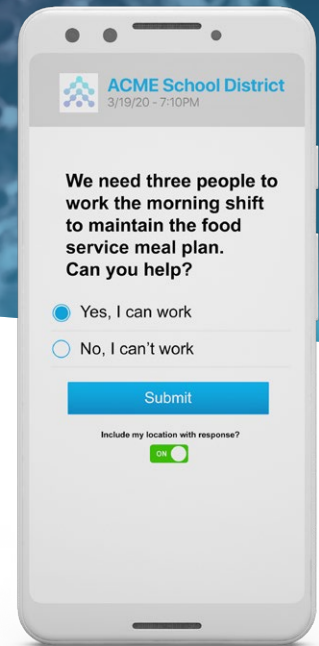 ACME School District
3/19/20 - 7:10PM
We need three people to
work the morning shift
to maintain the food
service meal plan.
Can you help?
Yes, I can work
No, I can't work
Submit
Include my location with response?
ON